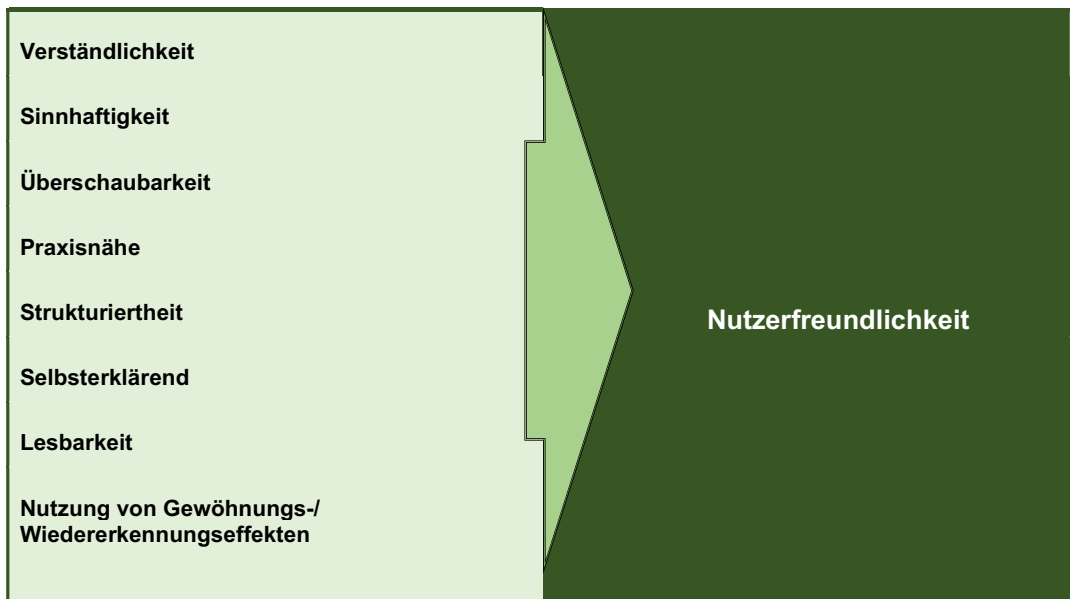 Verständlichkeit
Sinnhaftigkeit
Überschaubarkeit
Praxisnähe
Strukturiertheit
Selbsterklärend
Lesbarkeit
Nutzung von Gewöhnungs-/
Wiedererkennungseffekten
Nutzerfreundlichkeit